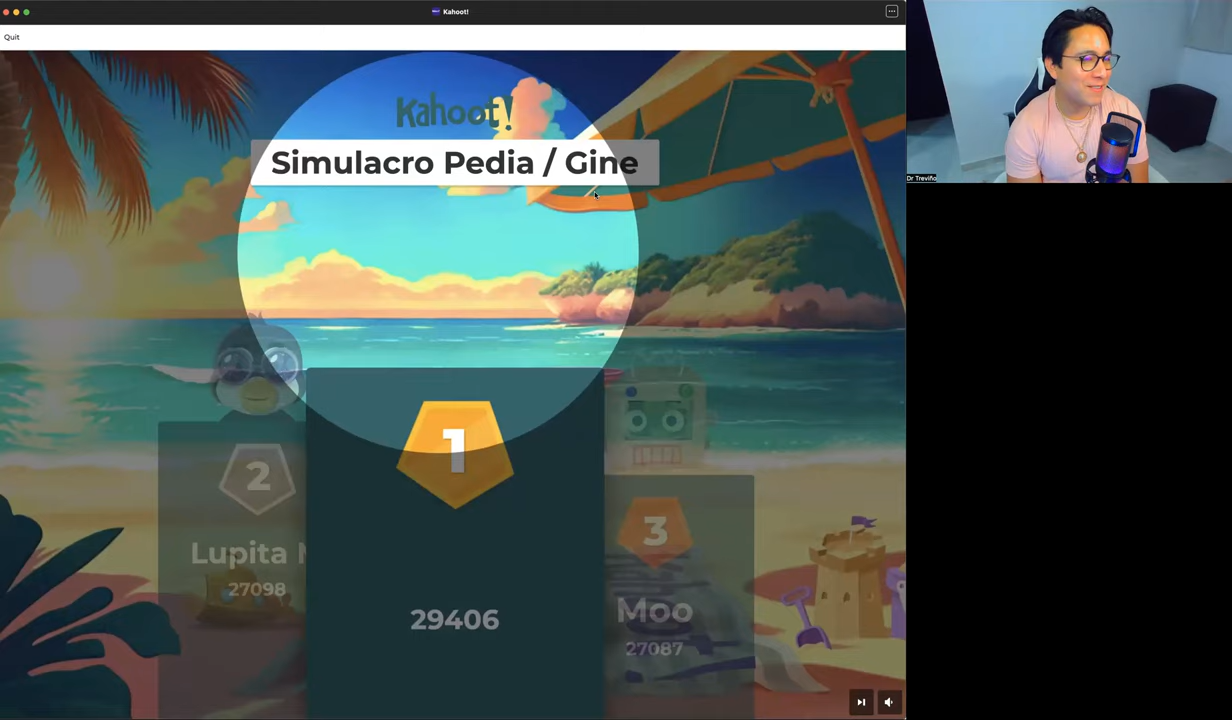 Kahoot!
Quit
Kahoot!
Simulacro Pedia / Gine
1
2
3
Lupita
27098
29406
Moo
27087
Dr Treviño